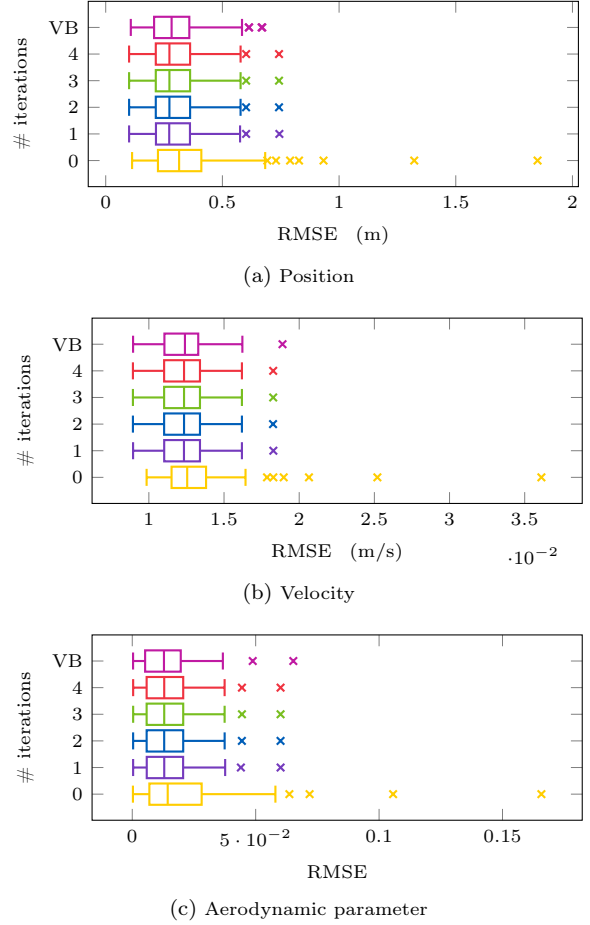 VB
4
3
2
1
0
# iterations
0 0.5 1 1.5 2
RMSE (m)
(a) Position
VB
4
3
2
1
0
# iterations
1 1.5 2 2.5 3 3.5
RMSE (m/s)
·10⁻²
(b) Velocity
VB
4
3
2
1
0
# iterations
0 5 · 10⁻² 0.1 0.15
RMSE
(c) Aerodynamic parameter